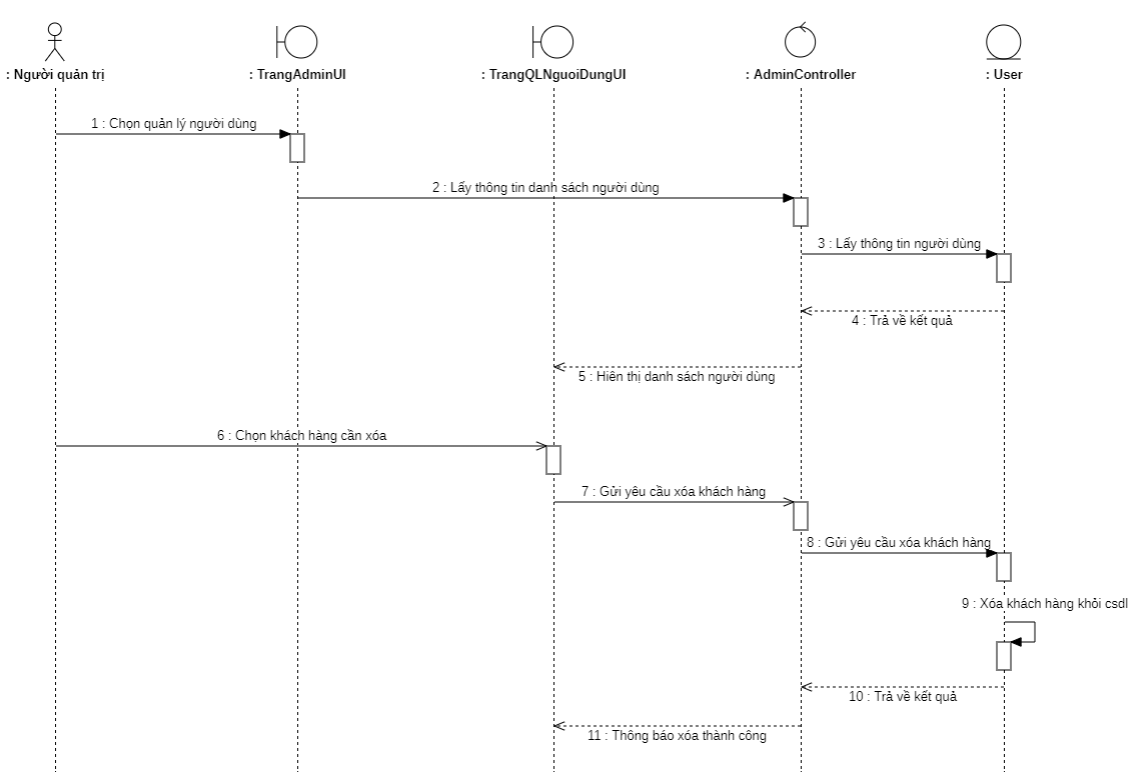 : Người quản trị
: TrangAdminUI
: TrangQLNguoiDungUI
: AdminController
: User
1 : Chọn quản lý người dùng
2 : Lấy thông tin danh sách người dùng
3 : Lấy thông tin người dùng
4 : Trả về kết quả
5 : Hiên thị danh sách người dùng
6 : Chọn khách hàng cần xóa
7 : Gửi yêu cầu xóa khách hàng
8 : Gửi yêu cầu xóa khách hàng
9 : Xóa khách hàng khỏi csdl
10 : Trả về kết quả
11 : Thông báo xóa thành công